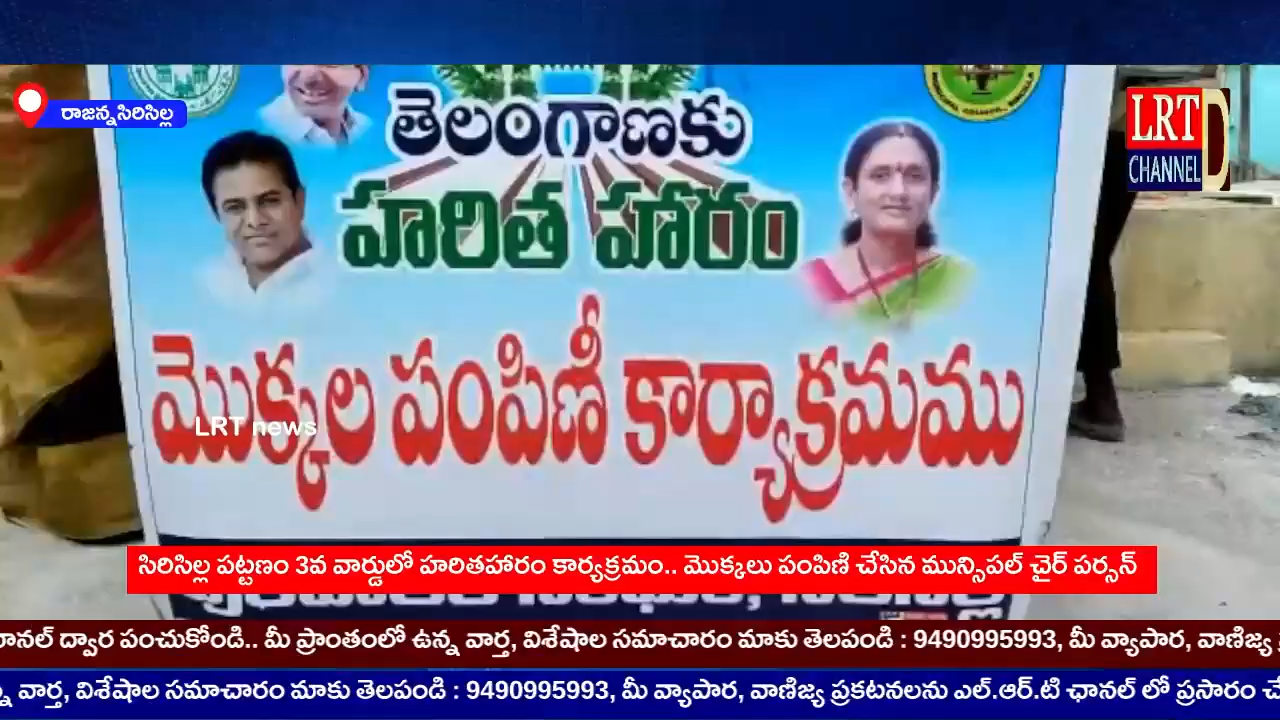 రాజన్నసిరిసిల్ల
LRT D
CHANNEL
తెలంగాణకు
హరిత హారం
మొక్కల పంపిణీ కార్యాక్రమము
LRT news
సిరిసిల్ల పట్టణం 3వ వార్డులో హరితహారం కార్యక్రమం.. మొక్కలు పంపిణి చేసిన మున్సిపల్ చైర్ పర్సన్
ద్వార పంచుకోండి.. మీ ప్రాంతంలో ఉన్న వార్త, విశేషాల సమాచారం మాకు తెలపండి : 9490995993, మీ వ్యాపార, వాణిజ్య
వార్త, విశేషాల సమాచారం మాకు తెలపండి : 9490995993, మీ వ్యాపార, వాణిజ్య ప్రకటనలను ఎల్.ఆర్.టి ఛానల్ లో ప్రసారం